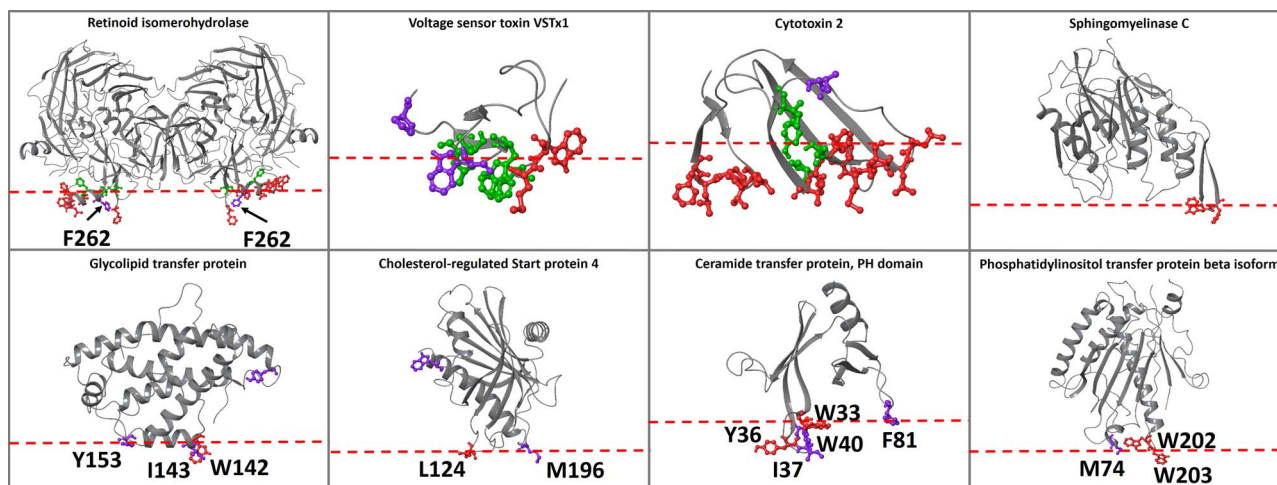 Retinoid isomerohydrolase
Voltage sensor toxin VSTx1
Cytotoxin 2
Sphingomyelinase C
F262
F262
Glycolipid transfer protein
Cholesterol-regulated Start protein 4
Ceramide transfer protein, PH domain
Phosphatidylinositol transfer protein beta isoform
Y153
I143
W142
L124
M196
Y36
I37
W33
W40
F81
M74
W202
W203